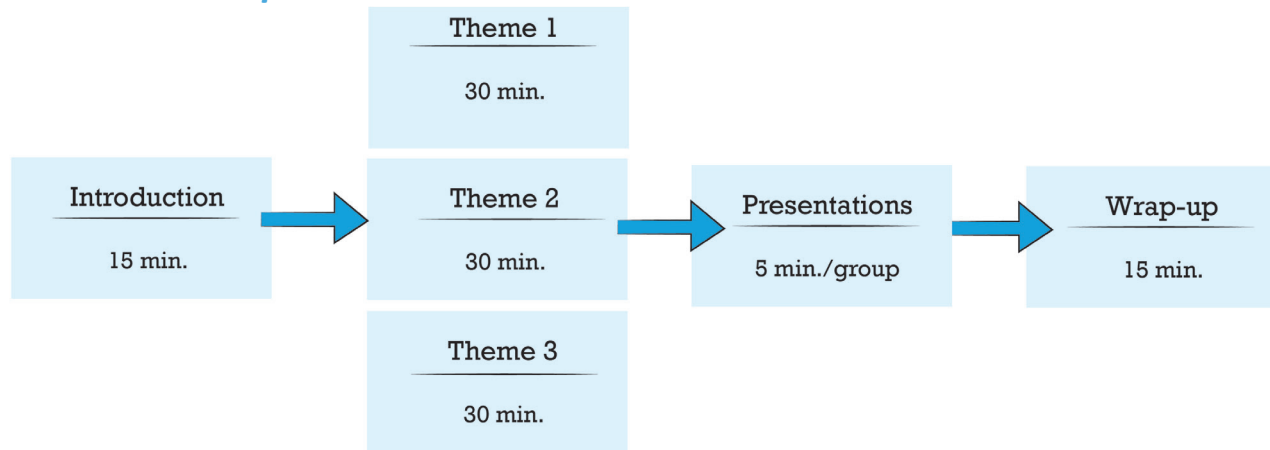 Introduction
15 min.
Theme 1
30 min.
Theme 2
30 min.
Theme 3
30 min.
Presentations
5 min./group
Wrap-up
15 min.